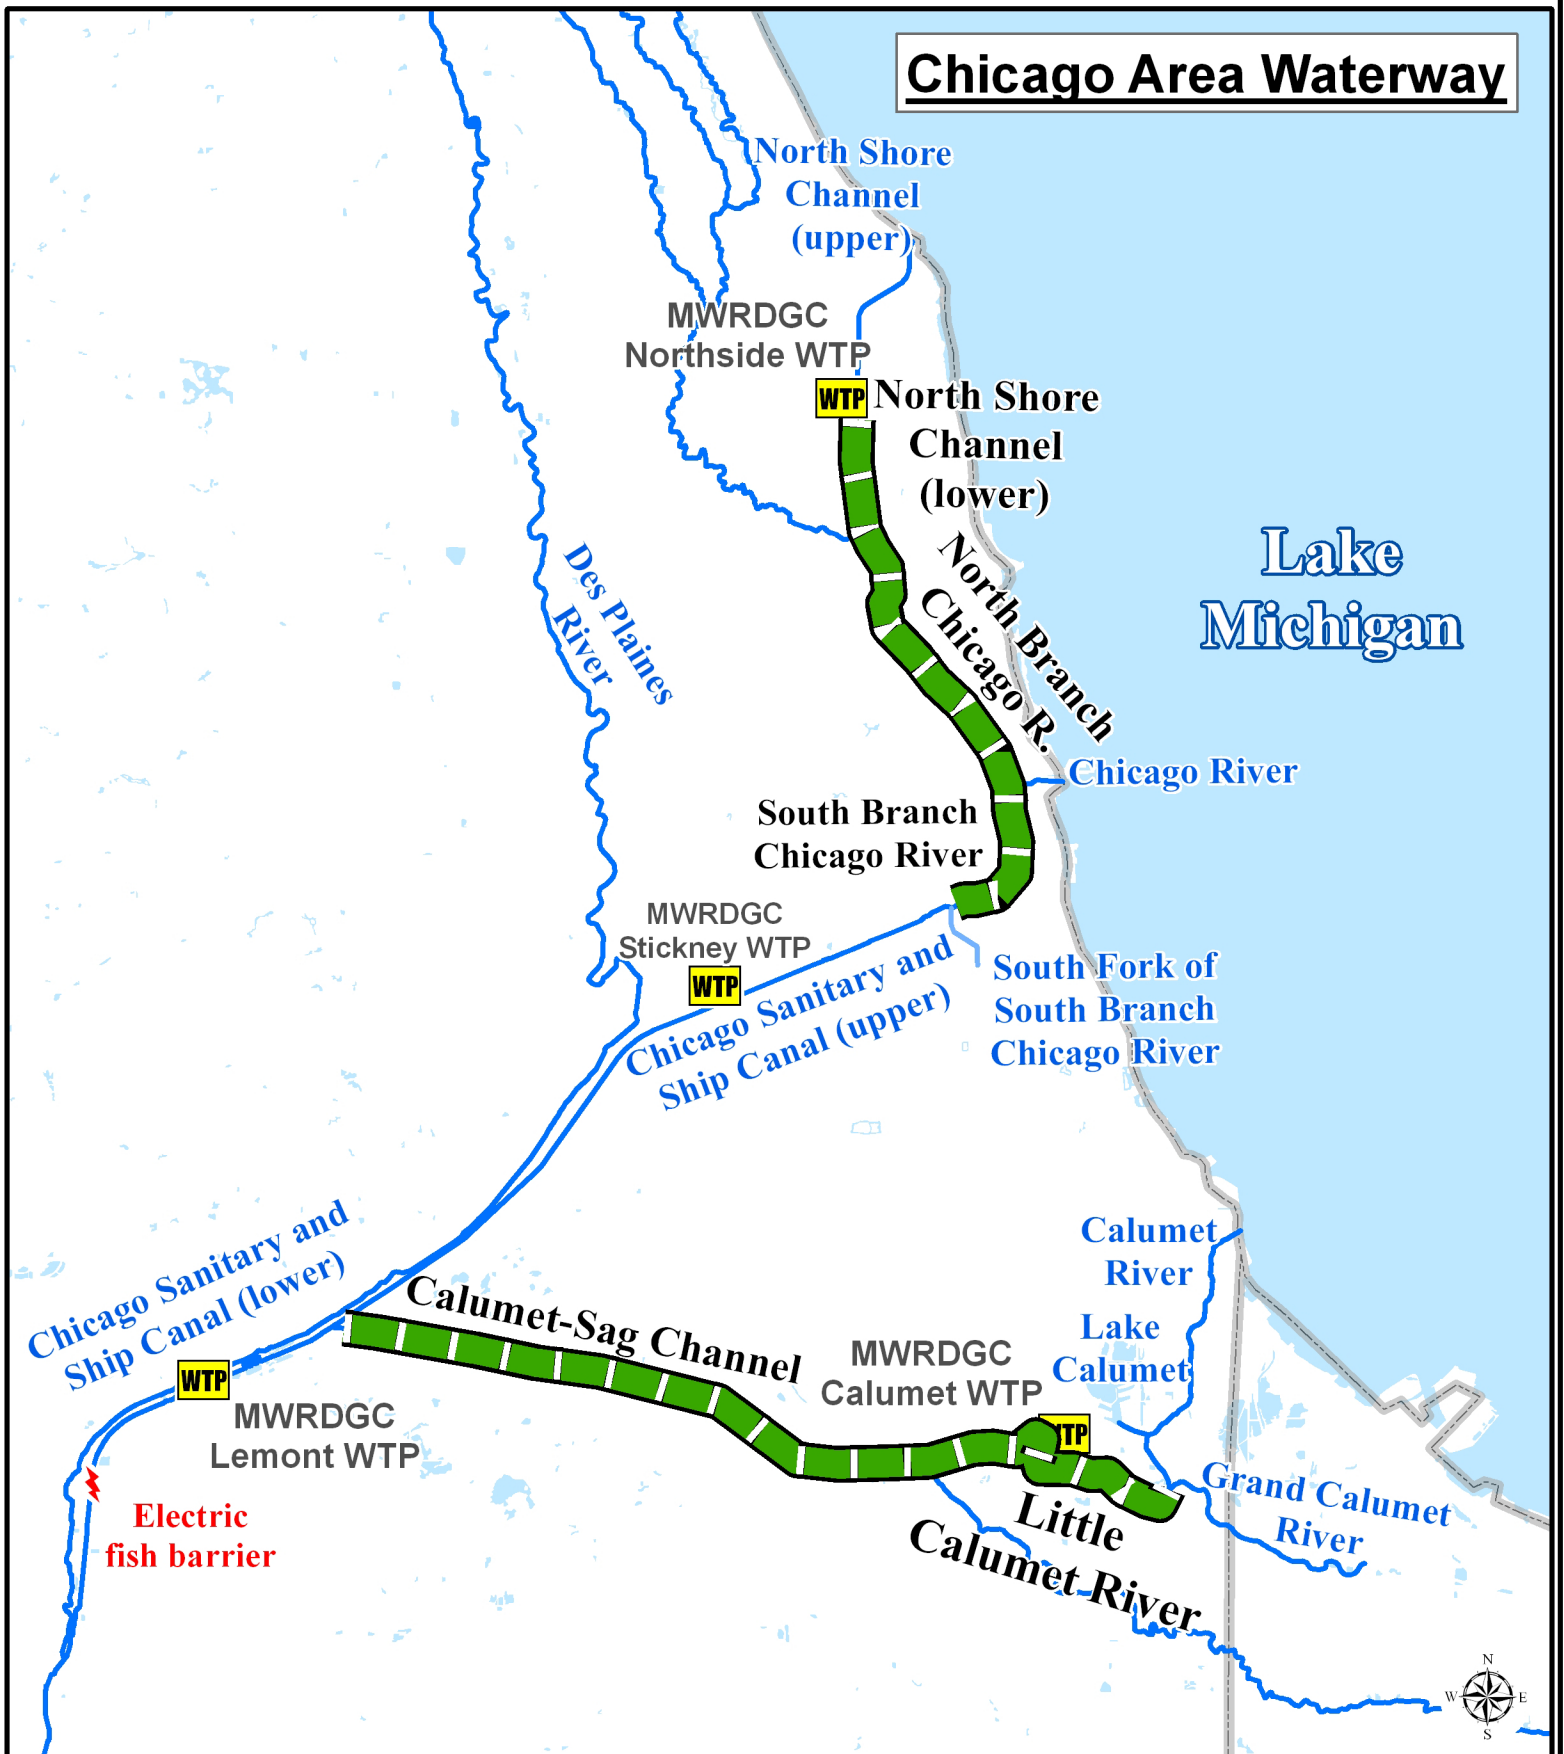 Chicago Area Waterway
North Shore
Channel
(upper)
MWRDGC
Northside WTP
WTP
North Shore
Channel
(lower)
North Branch
Chicago R.
Lake
Michigan
Des Plaines
River
Chicago River
South Branch
Chicago River
MWRDGC
Stickney WTP
WTP
Chicago Sanitary and
Ship Canal (upper)
South Fork of
South Branch
Chicago River
Chicago Sanitary and
Ship Canal (lower)
WTP
MWRDGC
Lemont WTP
Electric
fish barrier
Calumet-Sag Channel
MWRDGC
Calumet WTP
WTP
Calumet
River
Lake
Calumet
Grand Calumet
River
Little
Calumet River
N
W E
S